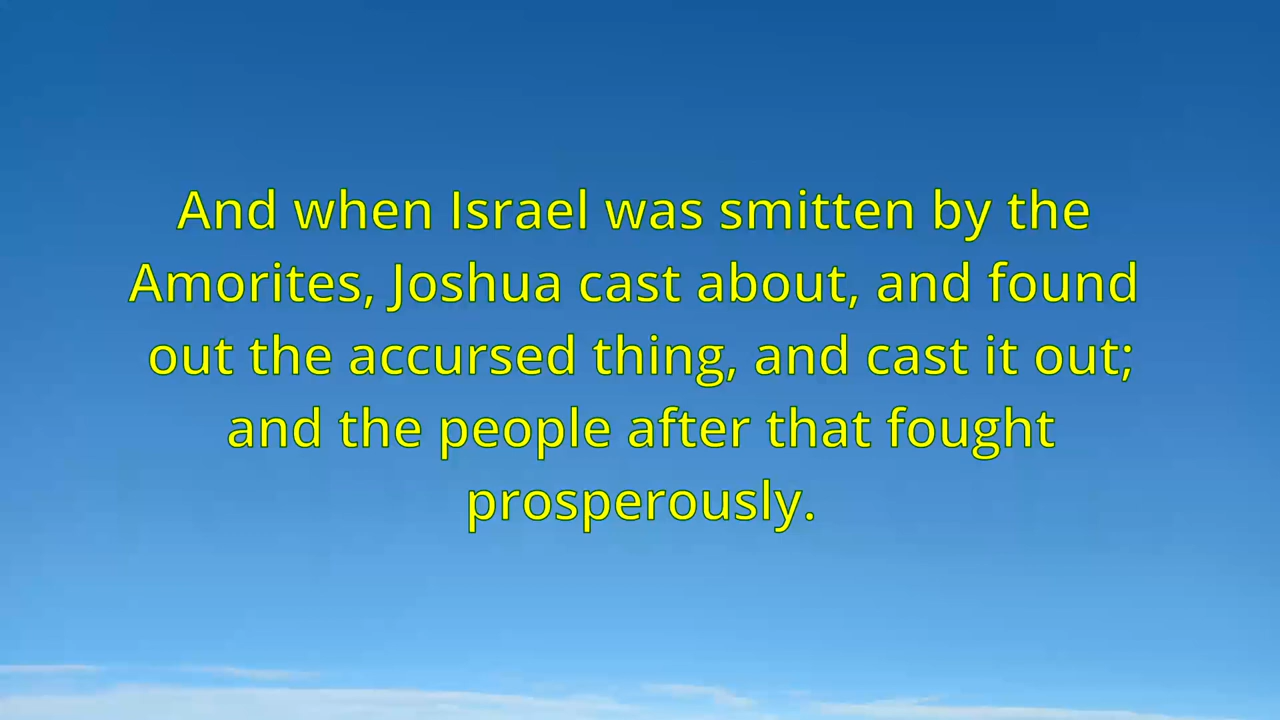 And when Israel was smitten by the
Amorites, Joshua cast about, and found
out the accursed thing, and cast it out;
and the people after that fought
prosperously.